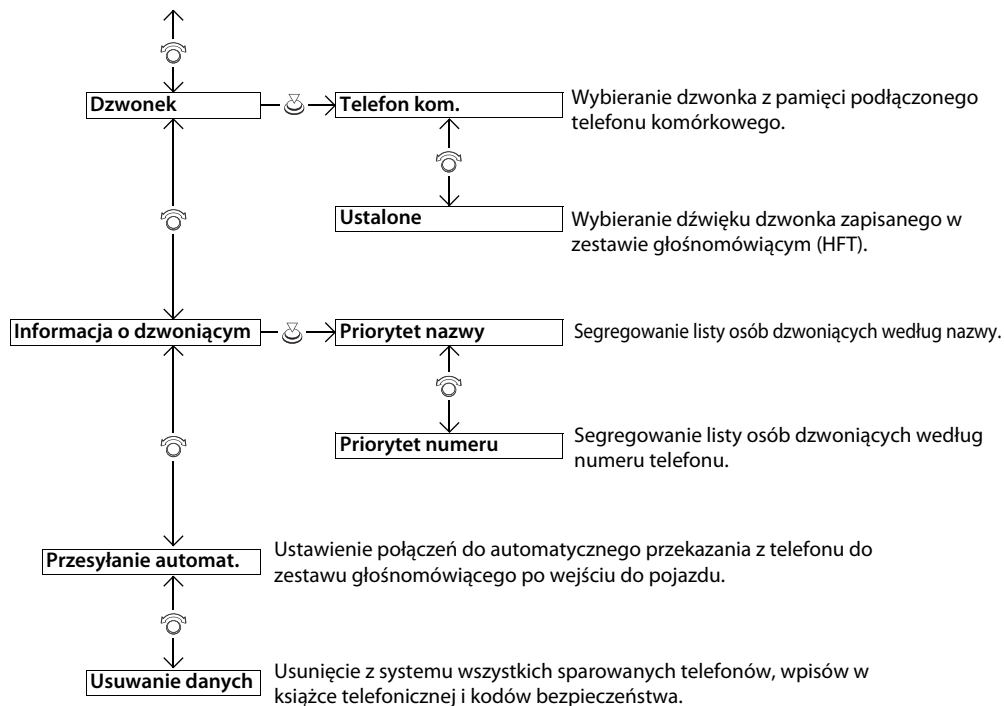 Dzwonek
Telefon kom.
Wybieranie dzwonka z pamięci podłączonego
telefonu komórkowego.
Ustalone
Wybieranie dźwięku dzwonka zapisanego w
zestawie głośnomówiącym (HFT).
Informacja o dzwoniącym
Priorytet nazwy
Segregowanie listy osób dzwoniących według nazwy.
Priorytet numeru
Segregowanie listy osób dzwoniących według
numeru telefonu.
Przesyłanie automat.
Ustawienie połączeń do automatycznego przekazania z telefonu do
zestawu głośnomówiącego po wejściu do pojazdu.
Usuwanie danych
Usunięcie z systemu wszystkich sparowanych telefonów, wpisów w
książce telefonicznej i kodów bezpieczeństwa.